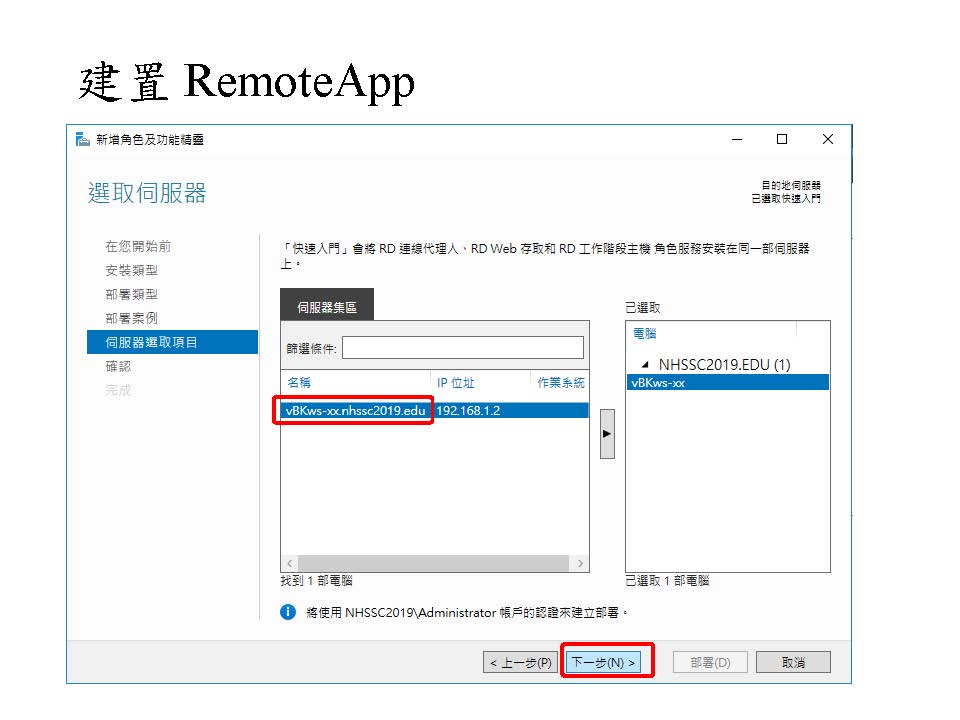 建置 RemoteApp
新增角色及功能精靈
選取伺服器
目的地伺服器
已選取快速入門
在您開始前
安裝類型
部署類型
部署案例
伺服器選取項目
確認
完成
「快速入門」會將 RD 連線代理人、RD Web 存取和 RD 工作階段主機 角色服務安裝在同一部伺服器
上。
伺服器集區
篩選條件:
名稱 IP 位址 作業系統
vBKws-xx.nhssc2019.edu 192.168.1.2
找到 1 部電腦
已選取
電腦
NHSSC2019.EDU (1)
vBKws-xx
已選取 1 部電腦
將使用 NHSSC2019\Administrator 帳戶的認證來建立部署。
< 上一步(P) 下一步(N) > 部署(D) 取消